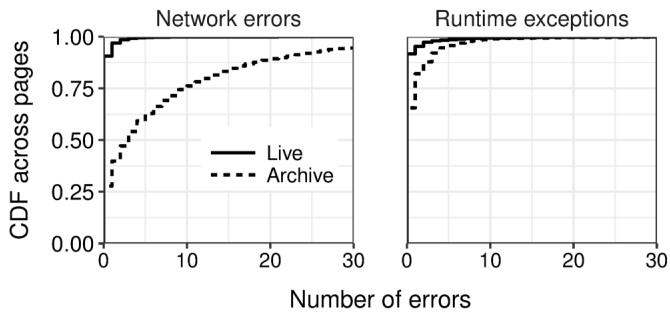 Network errors
Runtime exceptions
CDF across pages
1.00
0.75
0.50
0.25
0.00
Live
Archive
0 10 20 30
0 10 20 30
Number of errors